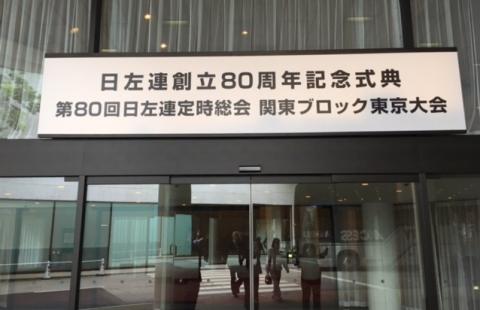 日左連創立80周年記念式典
第80回日左連定時総会 関東ブロック東京大会